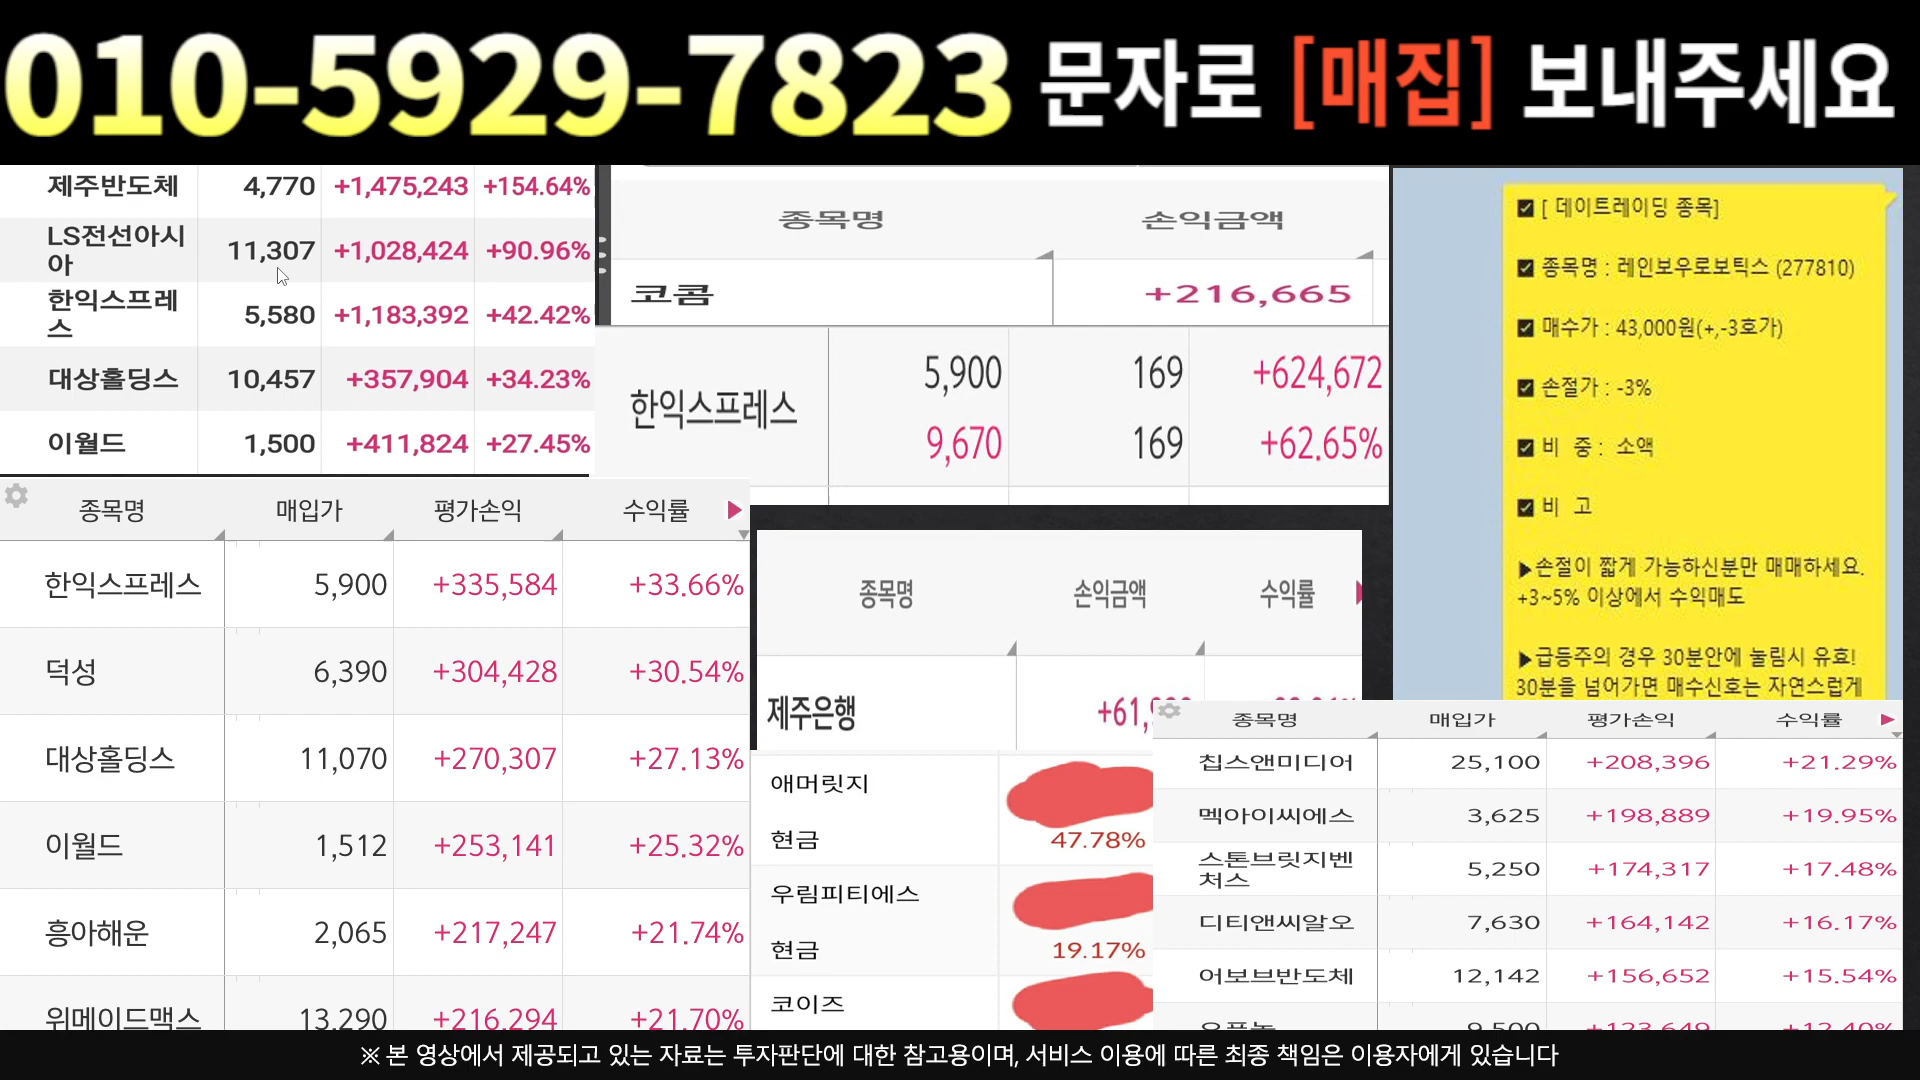 010-5929-7823 문자로 [매집] 보내주세요
제주반도체 4,770 +1,475,243 +154.64%
LS전선아시
아 11,307 +1,028,424 +90.96%
한익스프레
스 5,580 +1,183,392 +42.42%
대상홀딩스 10,457 +357,904 +34.23%
이월드 1,500 +411,824 +27.45%
종목명 손익금액
코콤 +216,665
한익스프레스
5,900 169 +624,672
9,670 169 +62.65%
☑ [ 데이트레이딩 종목]
☑ 종목명 : 레인보우로보틱스 (277810)
☑ 매수가 : 43,000원(+,-3호가)
☑ 손절가 : -3%
☑ 비 중 : 소액
☑ 비 고
▶손절이 짧게 가능하신분만 매매하세요.
+3~5% 이상에서 수익매도
▶급등주의 경우 30분안에 눌림시 유효!
30분을 넘어가면 매수신호는 자연스럽게
종목명 매입가 평가손익 수익률
한익스프레스 5,900 +335,584 +33.66%
덕성 6,390 +304,428 +30.54%
대상홀딩스 11,070 +270,307 +27.13%
이월드 1,512 +253,141 +25.32%
흥아해운 2,065 +217,247 +21.74%
위메이드맥스 13,290 +216,294 +21.70%
종목명 손익금액 수익률
제주은행 +61,
애머릿지
현금 47.78%
우림피티에스
현금 19.17%
코이즈
종목명 매입가 평가손익 수익률
칩스앤미디어 25,100 +208,396 +21.29%
멕아이씨에스 3,625 +198,889 +19.95%
스톤브릿지벤
처스 5,250 +174,317 +17.48%
디티앤씨알오 7,630 +164,142 +16.17%
어보브반도체 12,142 +156,652 +15.54%
※ 본 영상에서 제공되고 있는 자료는 투자판단에 대한 참고용이며, 서비스 이용에 따른 최종 책임은 이용자에게 있습니다